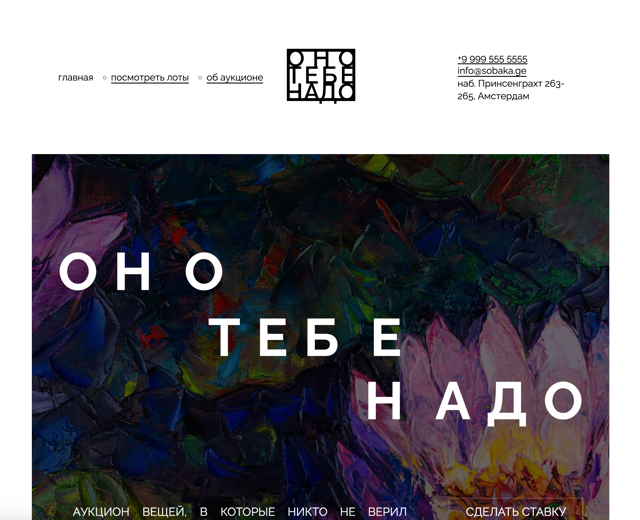 главная
посмотреть лоты
об аукционе
ОНО
ТЕБЕ
НАДО
+9 999 555 5555
info@sobaka.ge
наб. Принсенграхт 263-
265, Амстердам
ОНО
ТЕБЕ
НАДО
АУКЦИОН ВЕЩЕЙ, В КОТОРЫЕ НИКТО НЕ ВЕРИЛ
СДЕЛАТЬ СТАВКУ